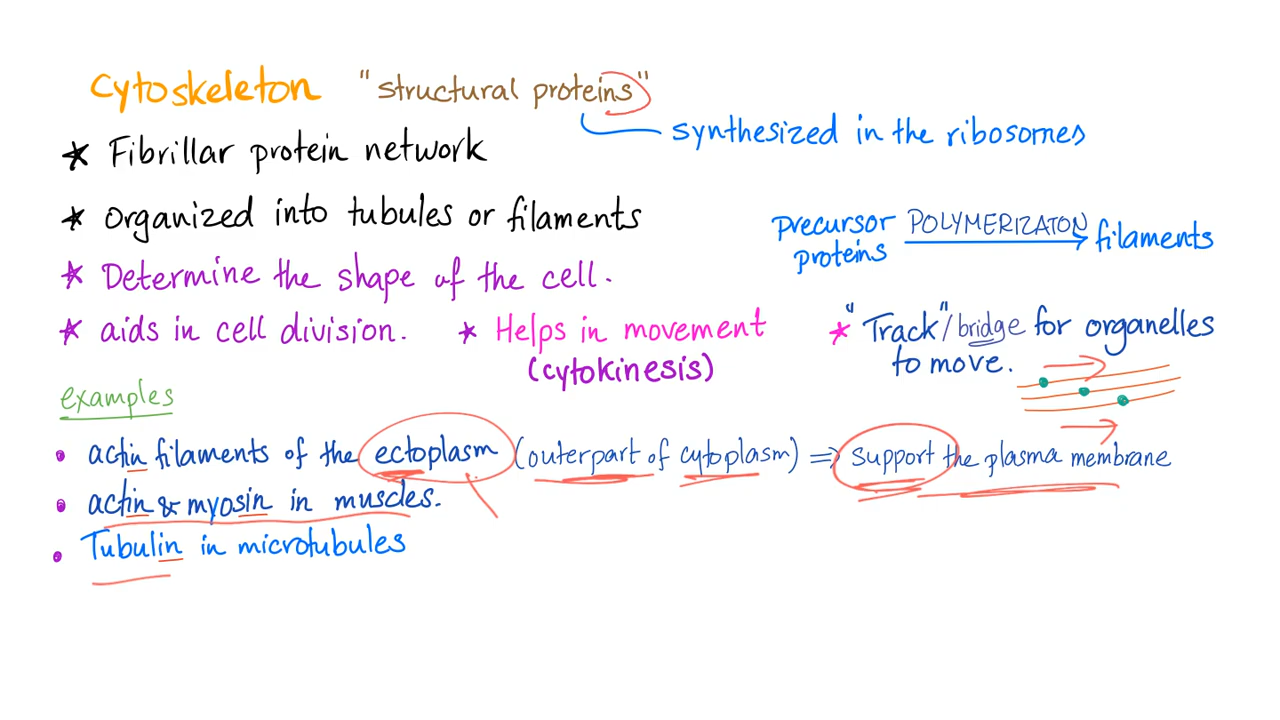 Cytoskeleton "structural proteins"
synthesized in the ribosomes
* Fibrillar protein network
* Organized into tubules or filaments
precursor proteins POLYMERIZATON filaments
* Determine the shape of the cell.
* aids in cell division. * Helps in movement (cytokinesis)
* "Track"/bridge for organelles to move.
examples
• actin filaments of the ectoplasm (outerpart of cytoplasm) ⇒ support the plasma membrane
• actin & myosin in muscles.
• Tubulin in microtubules